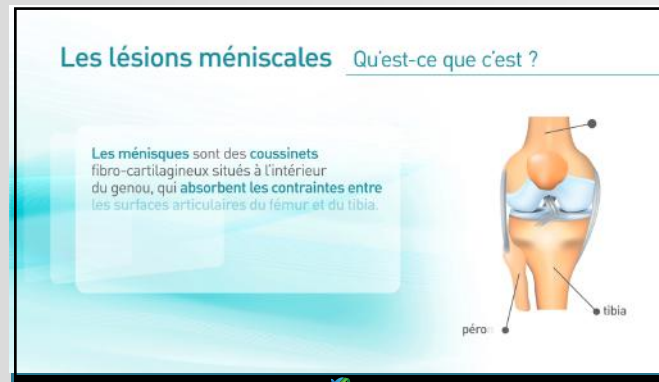 Les lésions méniscales Qu'est-ce que c'est ?
Les ménisques sont des coussinets
fibro-cartilagineux situés à l'intérieur
du genou, qui absorbent les contraintes entre
les surfaces articulaires du fémur et du tibia.
tibia
péron